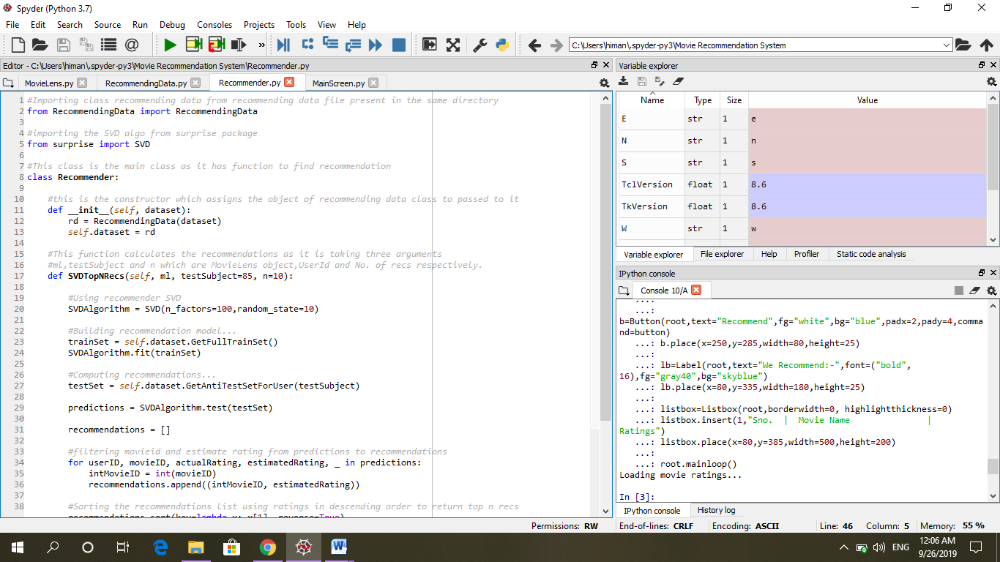 Spyder (Python 3.7)
File Edit Search Source Run Debug Consoles Projects Tools View Help
C:\Users\himan\.spyder-py3\Movie Recommendation System
Editor - C:\Users\himan\.spyder-py3\Movie Recommendation System\Recommender.py
MovieLens.py RecommendingData.py Recommender.py MainScreen.py
1 #Importing class recommending data from recommending data file present in the same directory
2 from RecommendingData import RecommendingData
3
4 #importing the SVD algo from surprise package
5 from surprise import SVD
6
7 #This class is the main class as it has function to find recommendation
8 class Recommender:
9
10 #this is the constructor which assigns the object of recommending data class to passed to it
11 def __init__(self, dataset):
12 rd = RecommendingData(dataset)
13 self.dataset = rd
14
15 #This function calculates the recommendations as it is taking three arguments
16 #ml,testSubject and n which are MovieLens object,UserId and No. of recs respectively.
17 def SVDTopNRecs(self, ml, testSubject=85, n=10):
18
19 #Using recommender SVD
20 SVDAlgorithm = SVD(n_factors=100,random_state=10)
21
22 #Building recommendation model...
23 trainSet = self.dataset.GetFullTrainSet()
24 SVDAlgorithm.fit(trainSet)
25
26 #Computing recommendations...
27 testSet = self.dataset.GetAntiTestSetForUser(testSubject)
28
29 predictions = SVDAlgorithm.test(testSet)
30
31 recommendations = []
32
33 #filtering movieid and estimate rating from predictions to recommendations
34 for userID, movieID, actualRating, estimatedRating, _ in predictions:
35 intMovieID = int(movieID)
36 recommendations.append((intMovieID, estimatedRating))
37
38 #Sorting the recommendations list using ratings in descending order to return top n recs
recommendations.sort(key=lambda x: x[1], reverse=True)
Variable explorer
Name Type Size Value
E str 1 e
N str 1 n
S str 1 s
TclVersion float 1 8.6
TkVersion float 1 8.6
W str 1 w
Variable explorer File explorer Help Profiler Static code analysis
IPython console
Console 10/A
...:
...:
b=Button(root,text="Recommend",fg="white",bg="blue",padx=2,pady=4,comma
nd=button)
...: b.place(x=250,y=285,width=80,height=25)
...:
...: lb=Label(root,text="We Recommend:-",font=("bold",
16),fg="gray40",bg="skyblue")
...: lb.place(x=80,y=335,width=180,height=25)
...:
...: listbox=Listbox(root,borderwidth=0, highlightthickness=0)
...: listbox.insert(1,"Sno. | Movie Name |
Ratings")
...: listbox.place(x=80,y=385,width=500,height=200)
...:
...: root.mainloop()
Loading movie ratings...
In [3]:
IPython console History log
Permissions: RW End-of-lines: CRLF Encoding: ASCII Line: 46 Column: 5 Memory: 55 %
ENG 12:06 AM
9/26/2019